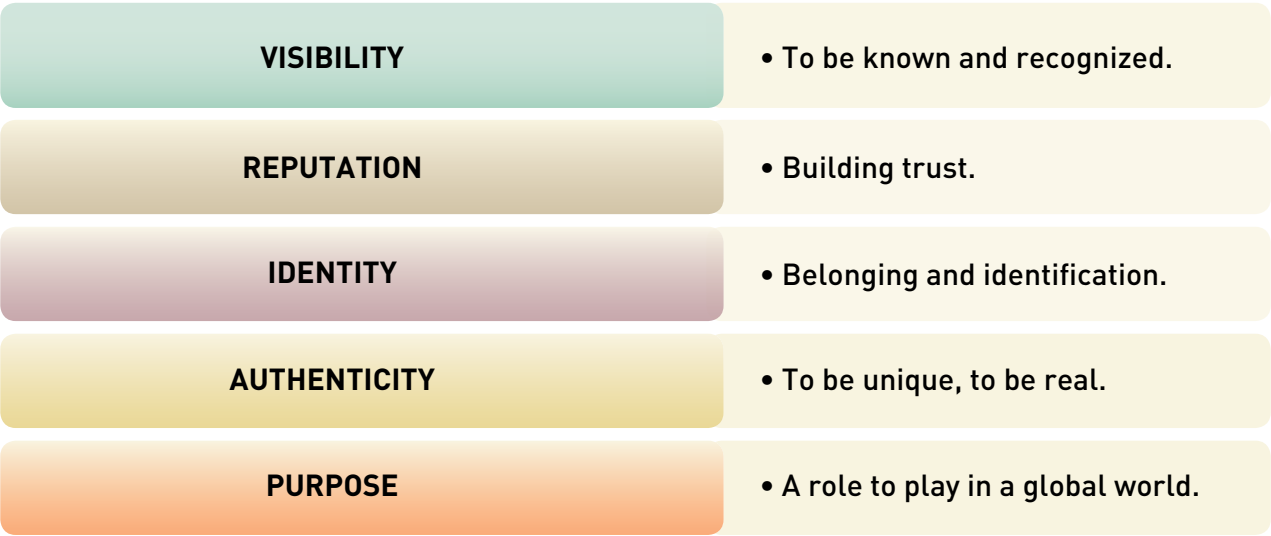 VISIBILITY
• To be known and recognized.
REPUTATION
• Building trust.
IDENTITY
• Belonging and identification.
AUTHENTICITY
• To be unique, to be real.
PURPOSE
• A role to play in a global world.